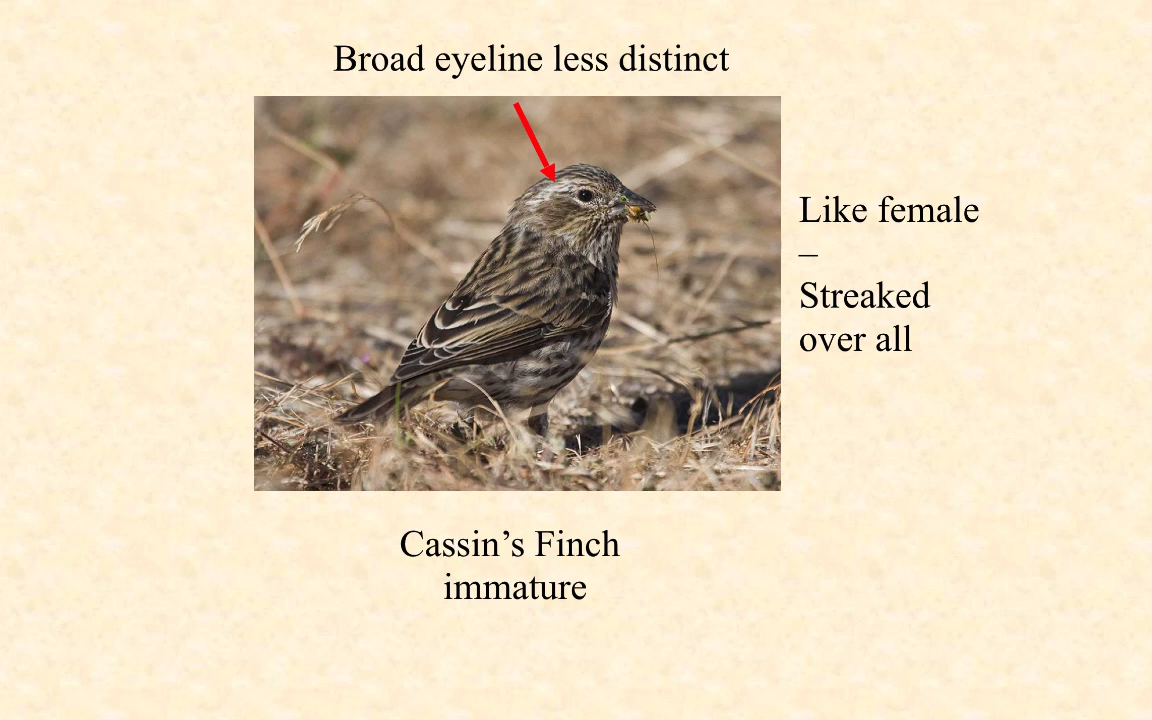 Broad eyeline less distinct
Like female
–
Streaked
over all
Cassin’s Finch
immature